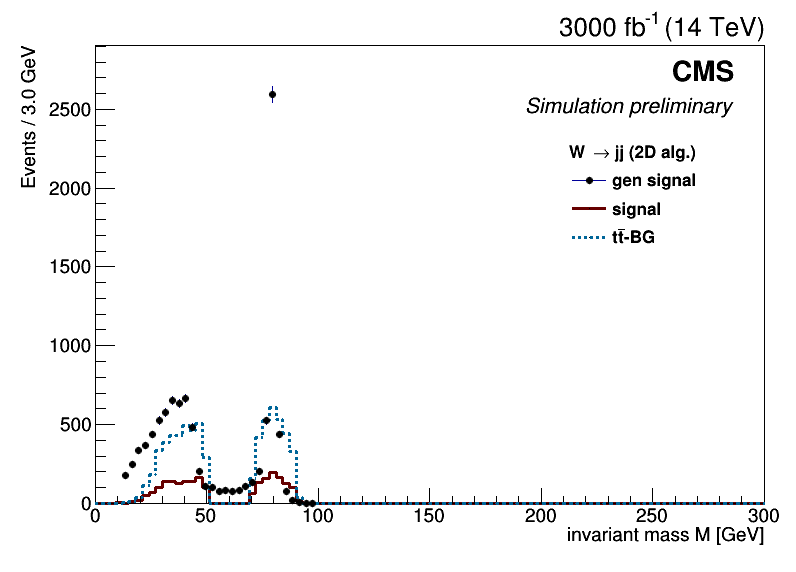 3000 fb⁻¹ (14 TeV)
CMS
Simulation preliminary
W → jj (2D alg.)
gen signal
signal
tt̄-BG
Events / 3.0 GeV
2500
2000
1500
1000
500
0
0 50 100 150 200 250 300
invariant mass M [GeV]